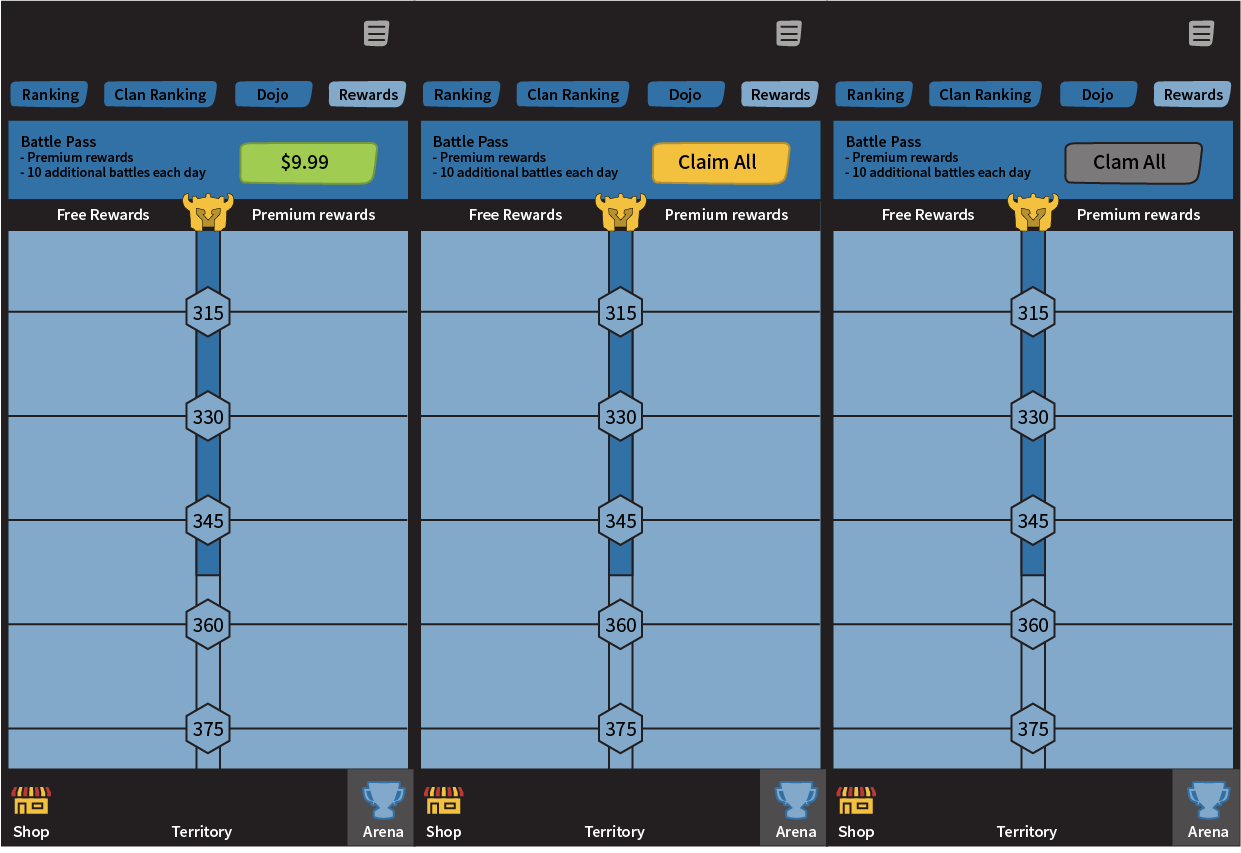 Ranking Clan Ranking Dojo Rewards
Battle Pass
- Premium rewards
- 10 additional battles each day
$9.99
Free Rewards Premium rewards
315
330
345
360
375
Shop Territory Arena
Ranking Clan Ranking Dojo Rewards
Battle Pass
- Premium rewards
- 10 additional battles each day
Claim All
Free Rewards Premium rewards
315
330
345
360
375
Shop Territory Arena
Ranking Clan Ranking Dojo Rewards
Battle Pass
- Premium rewards
- 10 additional battles each day
Clam All
Free Rewards Premium rewards
315
330
345
360
375
Shop Territory Arena